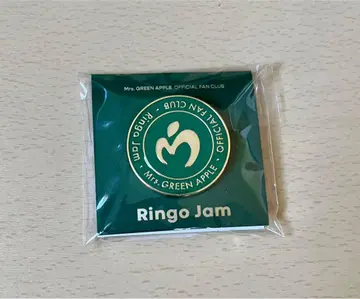 Mrs. GREEN APPLE OFFICIAL FAN CLUB
Ringo Jam • OFFICIAL FAN CLUB •
Mrs. GREEN APPLE
Ringo Jam